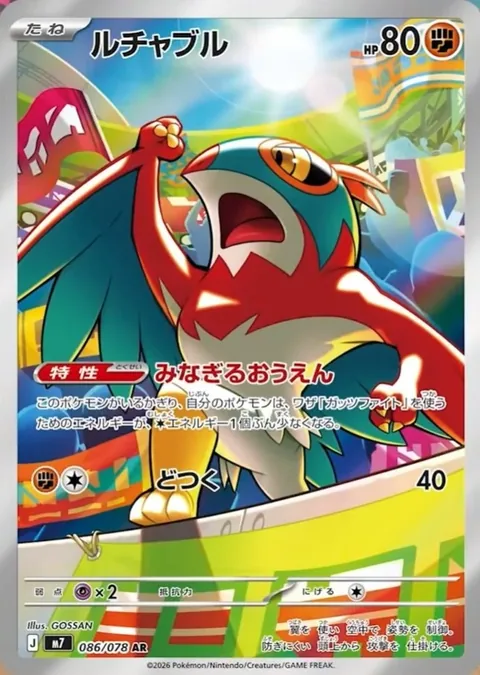 たね
ルチャブル
HP80
特性 とくせい
みなぎるおうえん
このポケモンがいるかぎり、自分のポケモンは、ワザ「ガッツファイト」を使う
ためのエネルギーが、エネルギー1個ぶん少なくなる。
どつく 40
弱点 ×2 抵抗力 にげる
Illus. GOSSAN
J M7 086/078 AR
翼を 使い 空中で 姿勢を 制御。
防ぎにくい 頭上から 攻撃を 仕掛ける。
©2026 Pokémon/Nintendo/Creatures/GAME FREAK.